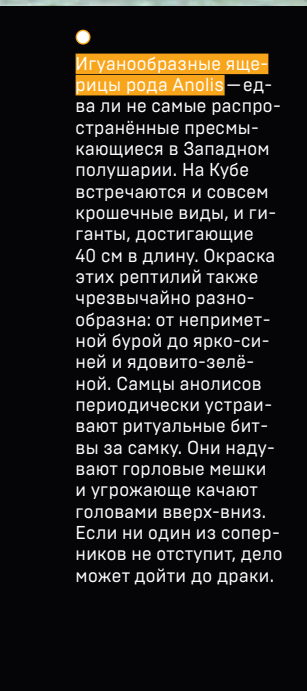 Игуанообразные яще-
рицы рода Anolis — ед-
ва ли не самые распро-
странённые пресмы-
кающиеся в Западном
полушарии. На Кубе
встречаются и совсем
крошечные виды, и ги-
ганты, достигающие
40 см в длину. Окраска
этих рептилий также
чрезвычайно разно-
образна: от неприметной
ной бурой до ярко-си-
ней и ядовито-зелё-
ной. Самцы анолисов
периодически устраи-
вают ритуальные бит-
вы за самку. Они наду-
вают горловые мешки
и угрожающе качают
головами вверх-вниз.
Если ни один из сопер-
ников не отступит, дело
может дойти до драки.